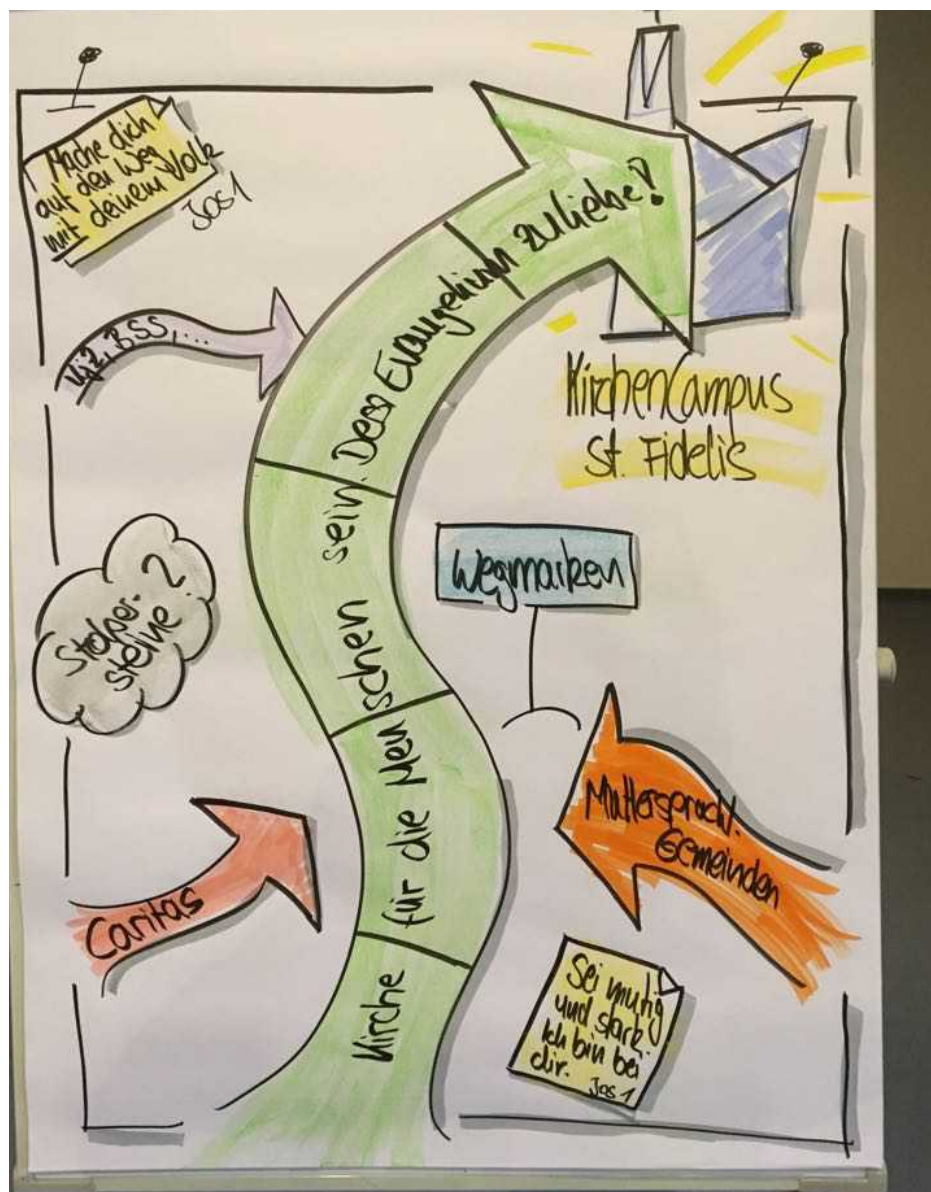 Mache dich
auf den Weg
mit deinem Volk
Jos 1
KiZ, BSS, ...
Kirche für die Menschen sein. Dem Evangelium zuliebe!
KirchenCampus
St. Fidelis
Wegmarken
Stolper-
steine ?
Caritas
Muttersprachl.
Gemeinden
Sei mutig
und stark
Ich bin bei
dir.
Jos 1